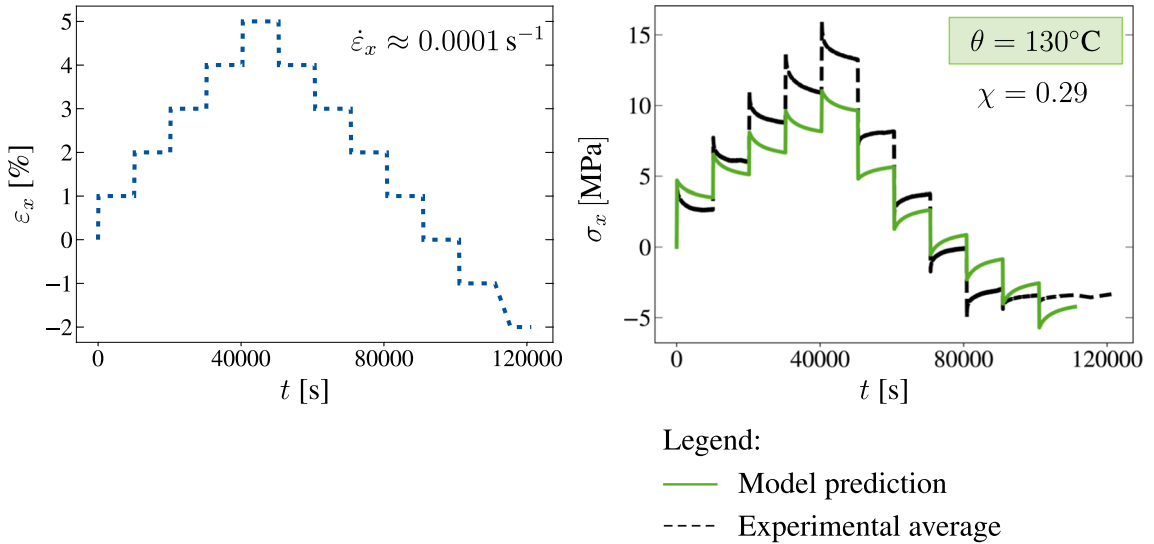 5
4
3
2
1
0
−1
−2
ε̇ₓ ≈ 0.0001 s⁻¹
εₓ [%]
0
40000
80000
120000
t [s]
15
10
5
0
−5
θ = 130°C
χ = 0.29
σₓ [MPa]
0
40000
80000
120000
t [s]
Legend:
Model prediction
Experimental average